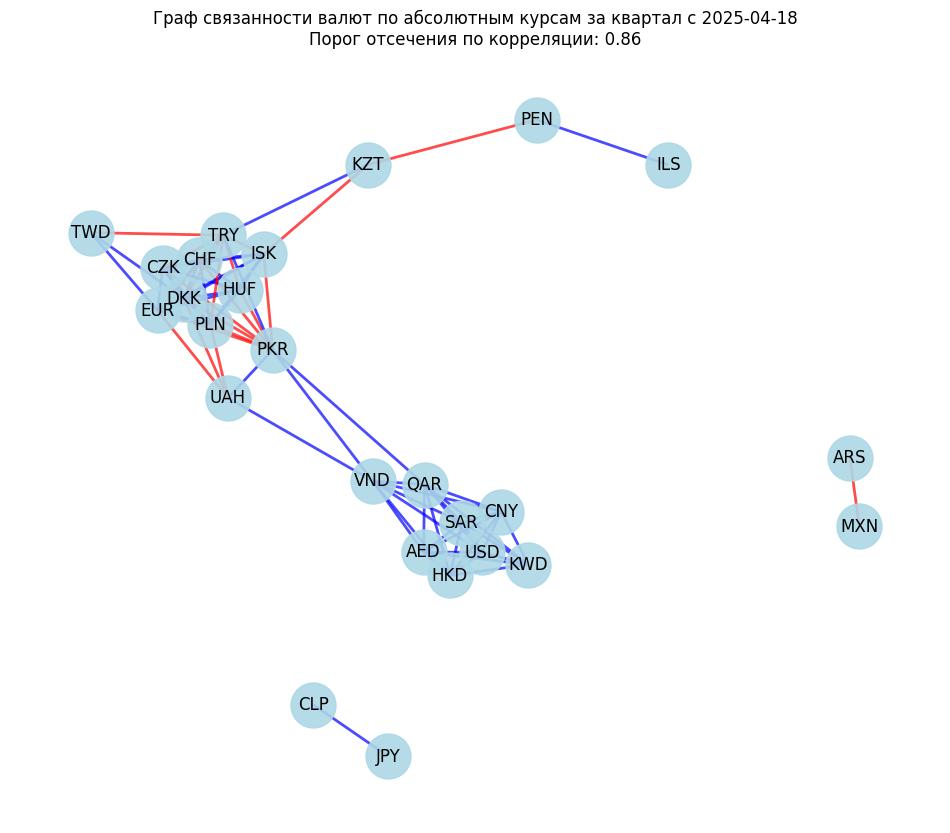 Граф связанности валют по абсолютным курсам за квартал с 2025-04-18
Порог отсечения по корреляции: 0.86
PEN
KZT
ILS
TWD
TRY
ISK
CHF
CZK
HUF
DKK
EUR
PLN
PKR
UAH
ARS
VND
QAR
CNY
SAR
MXN
AED
USD
KWD
HKD
CLP
JPY